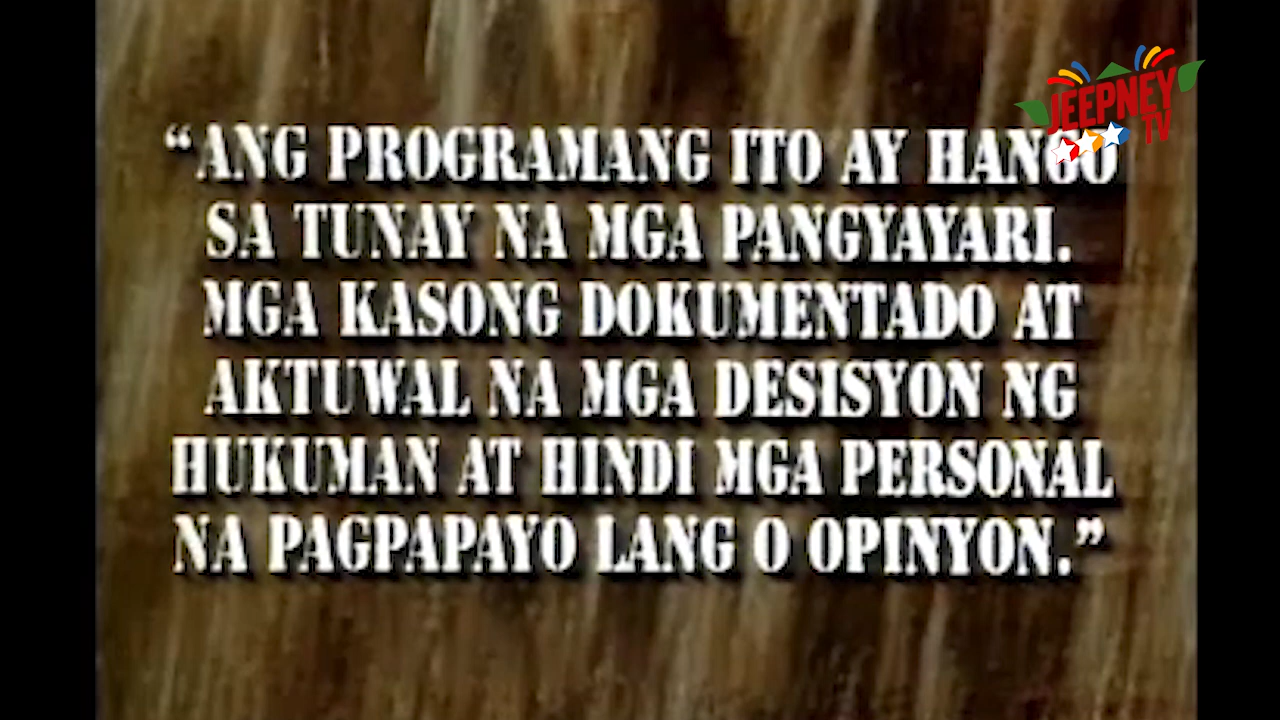 “ANG PROGRAMANG ITO AY HANGO
SA TUNAY NA MGA PANGYAYARI.
MGA KASONG DOKUMENTADO AT
AKTUWAL NA MGA DESISYON NG
HUKUMAN AT HINDI MGA PERSONAL
NA PAGPAPAYO LANG O OPINYON.”
JEEPNEY
TV